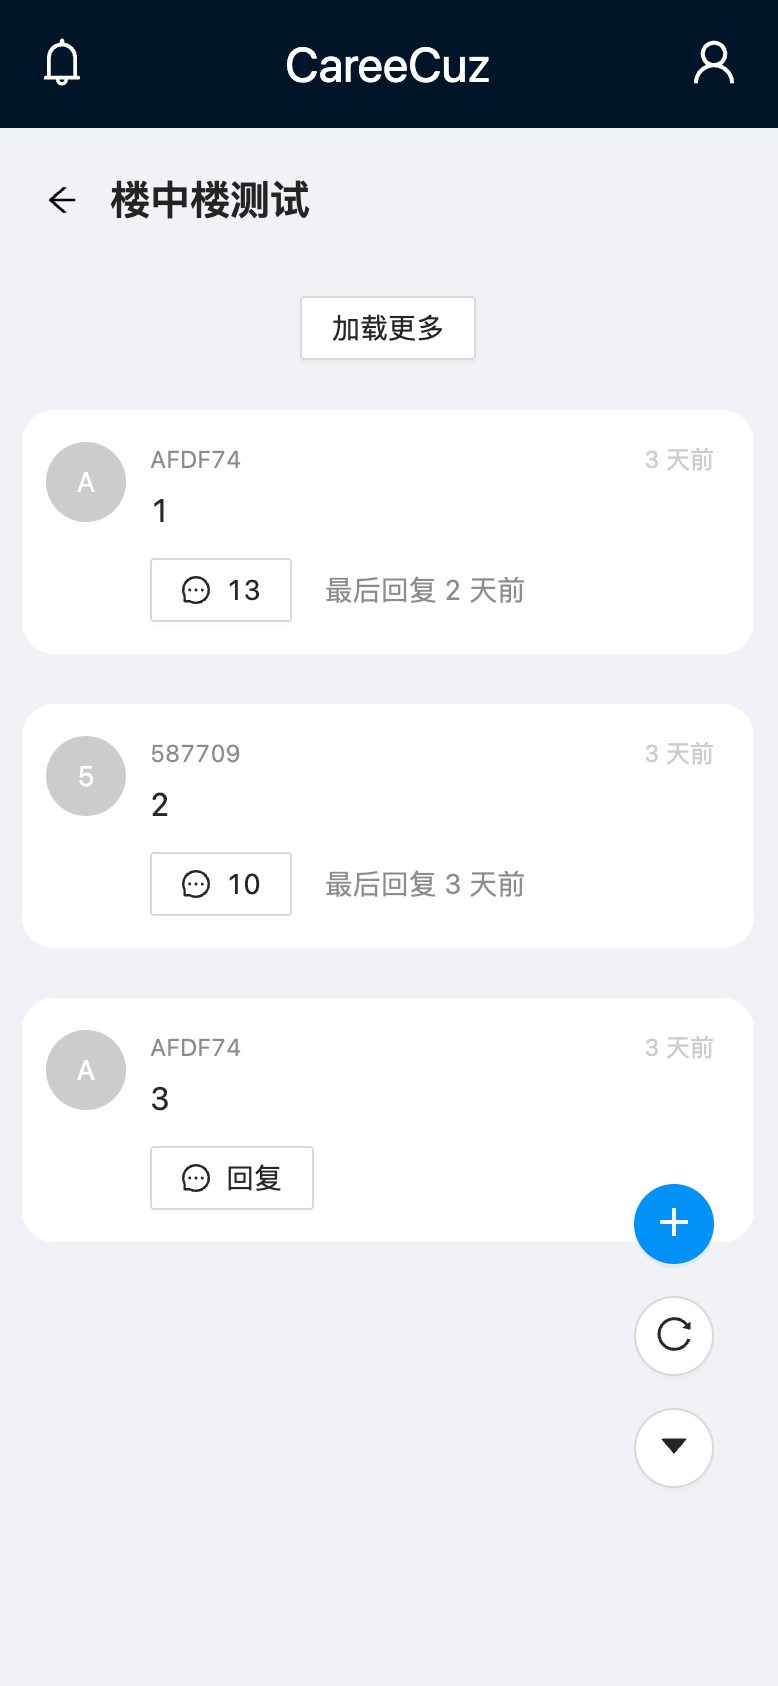 CareeCuz
楼中楼测试
加载更多
A
AFDF74
3 天前
1
13
最后回复 2 天前
5
587709
3 天前
2
10
最后回复 3 天前
A
AFDF74
3 天前
3
回复